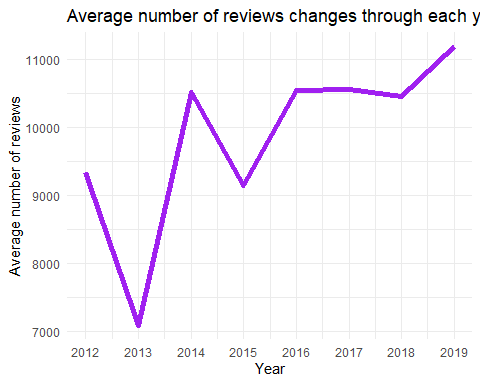 Average number of reviews changes through each y
Average number of reviews
11000
10000
9000
8000
7000
2012 2013 2014 2015 2016 2017 2018 2019
Year